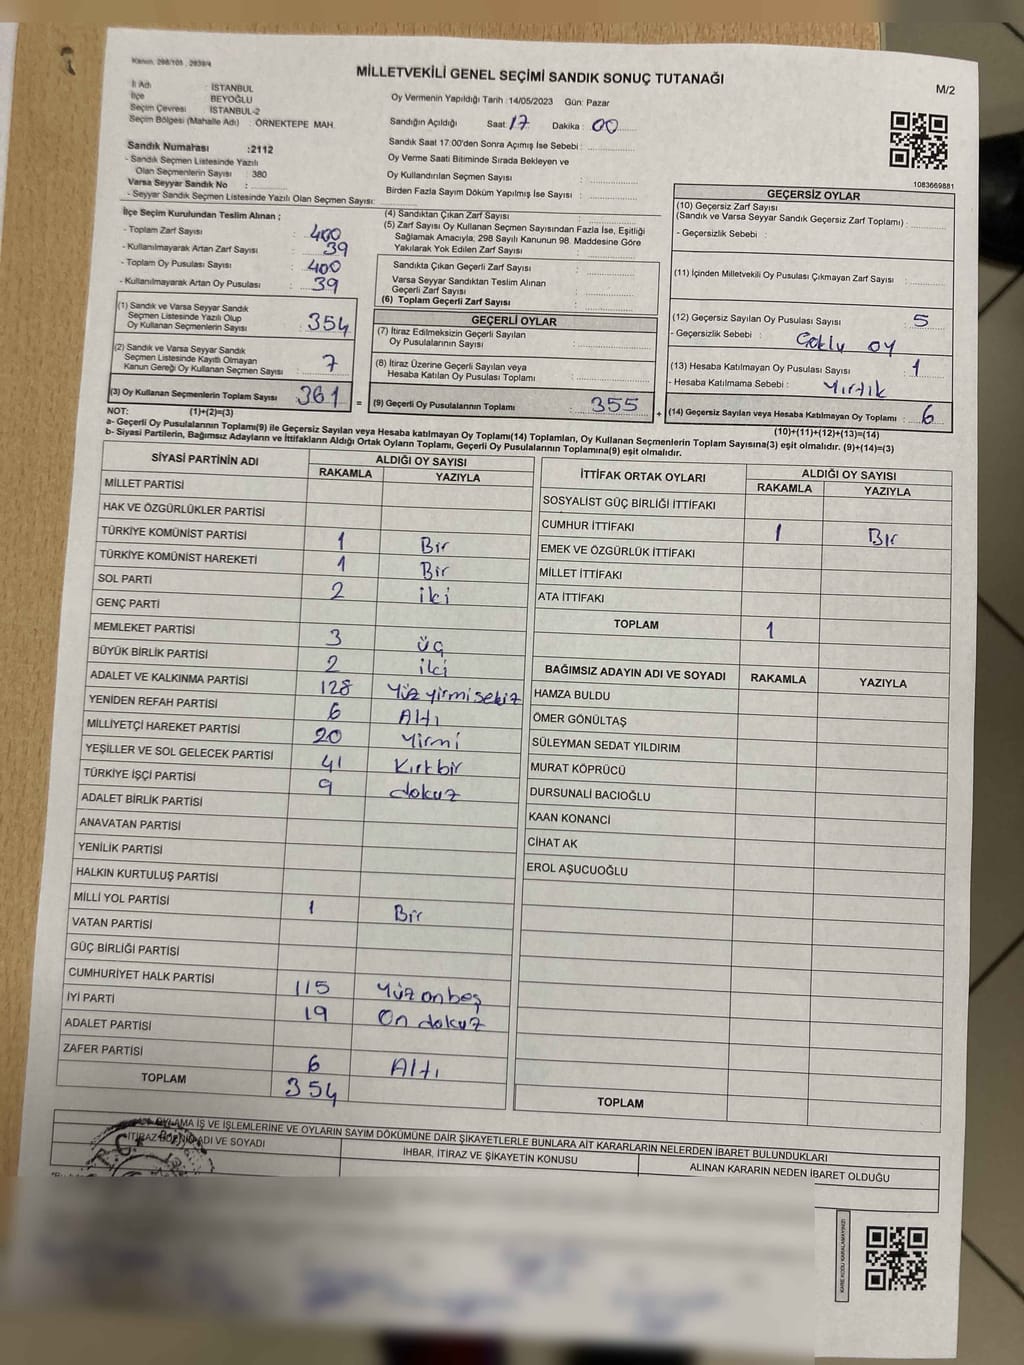 Kanun, 298/105 , 2839/4
MİLLETVEKİLİ GENEL SEÇİMİ SANDIK SONUÇ TUTANAĞI
M/2
İl Adı : İSTANBUL
İlçe BEYOĞLU
Seçim Çevresi : İSTANBUL-2
Seçim Bölgesi (Mahalle Adı) : ÖRNEKTEPE MAH.
Sandık Numarası :2112
- Sandık Seçmen Listesinde Yazılı
Olan Seçmenlerin Sayısı : 380
Varsa Seyyar Sandık No :
- Seyyar Sandık Seçmen Listesinde Yazılı Olan Seçmen Sayısı:
Oy Vermenin Yapıldığı Tarih :14/05/2023 Gün: Pazar
Sandığın Açıldığı Saat: 17 Dakika : 00
Sandık Saat 17.00'den Sonra Açımış İse Sebebi :
Oy Verme Saati Bitiminde Sırada Bekleyen ve
Oy Kullandırılan Seçmen Sayısı :
Birden Fazla Sayım Döküm Yapılmış İse Sayısı :
1083669881
İlçe Seçim Kurulundan Teslim Alınan ;
- Toplam Zarf Sayısı : 400
- Kullanılmayarak Artan Zarf Sayısı : 39
- Toplam Oy Pusulası Sayısı : 400
- Kullanılmayarak Artan Oy Pusulası : 39
(1) Sandık ve Varsa Seyyar Sandık
Seçmen Listesinde Yazılı Olup
Oy Kullanan Seçmenlerin Sayısı : 354
(2) Sandık ve Varsa Seyyar Sandık
Seçmen Listesinde Kayıtlı Olmayan
Kanun Gereği Oy Kullanan Seçmen Sayısı : 7
(3) Oy Kullanan Seçmenlerin Toplam Sayısı 361 =
(4) Sandıktan Çıkan Zarf Sayısı :
(5) Zarf Sayısı Oy Kullanan Seçmen Sayısından Fazla İse, Eşitliği
Sağlamak Amacıyla, 298 Sayılı Kanunun 98. Maddesine Göre
Yakılarak Yok Edilen Zarf Sayısı :
Sandıkta Çıkan Geçerli Zarf Sayısı :
Varsa Seyyar Sandıktan Teslim Alınan
Geçerli Zarf Sayısı :
(6) Toplam Geçerli Zarf Sayısı :
GEÇERLİ OYLAR
(7) İtiraz Edilmeksizin Geçerli Sayılan
Oy Pusulalarının Sayısı :
(8) İtiraz Üzerine Geçerli Sayılan veya
Hesaba Katılan Oy Pusulası Toplamı :
(9) Geçerli Oy Pusulalarının Toplamı : 355 +
GEÇERSİZ OYLAR
(10) Geçersiz Zarf Sayısı
(Sandık ve Varsa Seyyar Sandık Geçersiz Zarf Toplamı) :
- Geçersizlik Sebebi :
(11) İçinden Milletvekili Oy Pusulası Çıkmayan Zarf Sayısı :
(12) Geçersiz Sayılan Oy Pusulası Sayısı : 5
- Geçersizlik Sebebi : Çoklu oy
(13) Hesaba Katılmayan Oy Pusulası Sayısı : 1
- Hesaba Katılmama Sebebi : Yırtık
(14) Geçersiz Sayılan veya Hesaba Katılmayan Oy Toplamı : 6
(10)+(11)+(12)+(13)=(14)
NOT: (1)+(2)=(3)
a- Geçerli Oy Pusulalarının Toplamı(9) ile Geçersiz Sayılan veya Hesaba katılmayan Oy Toplamı(14) Toplamları, Oy Kullanan Seçmenlerin Toplam Sayısına(3) eşit olmalıdır. (9)+(14)=(3)
b- Siyasi Partilerin, Bağımsız Adayların ve İttifakların Aldığı Ortak Oyların Toplamı, Geçerli Oy Pusulalarının Toplamına(9) eşit olmalıdır.
SİYASİ PARTİNİN ADI ALDIĞI OY SAYISI
RAKAMLA YAZIYLA
MİLLET PARTİSİ
HAK VE ÖZGÜRLÜKLER PARTİSİ
TÜRKİYE KOMÜNİST PARTİSİ 1 Bir
TÜRKİYE KOMÜNİST HAREKETİ 1 Bir
SOL PARTİ 2 iki
GENÇ PARTİ
MEMLEKET PARTİSİ 3 üç
BÜYÜK BİRLİK PARTİSİ 2 iki
ADALET VE KALKINMA PARTİSİ 128 Yüz yirmi sekiz
YENİDEN REFAH PARTİSİ 6 Altı
MİLLİYETÇİ HAREKET PARTİSİ 20 Yirmi
YEŞİLLER VE SOL GELECEK PARTİSİ 41 Kırk bir
TÜRKİYE İŞÇİ PARTİSİ 9 dokuz
ADALET BİRLİK PARTİSİ
ANAVATAN PARTİSİ
YENİLİK PARTİSİ
HALKIN KURTULUŞ PARTİSİ
MİLLİ YOL PARTİSİ 1 Bir
VATAN PARTİSİ
GÜÇ BİRLİĞİ PARTİSİ
CUMHURİYET HALK PARTİSİ 115 Yüz on beş
İYİ PARTİ 19 On dokuz
ADALET PARTİSİ
ZAFER PARTİSİ 6 Altı
TOPLAM 354
İTTİFAK ORTAK OYLARI ALDIĞI OY SAYISI
RAKAMLA YAZIYLA
SOSYALİST GÜÇ BİRLİĞİ İTTİFAKI
CUMHUR İTTİFAKI 1 Bır
EMEK VE ÖZGÜRLÜK İTTİFAKI
MİLLET İTTİFAKI
ATA İTTİFAKI
TOPLAM 1
BAĞIMSIZ ADAYIN ADI VE SOYADI RAKAMLA YAZIYLA
HAMZA BULDU
ÖMER GÖNÜLTAŞ
SÜLEYMAN SEDAT YILDIRIM
MURAT KÖPRÜCÜ
DURSUNALİ BACIOĞLU
KAAN KONANCİ
CİHAT AK
EROL AŞUCUOĞLU
TOPLAM
OYLAMA İŞ VE İŞLEMLERİNE VE OYLARIN SAYIM DÖKÜMÜNE DAİR ŞİKAYETLERLE BUNLARA AİT KARARLARIN NELERDEN İBARET BULUNDUKLARI
ADI VE SOYADI İHBAR, İTİRAZ VE ŞİKAYETİN KONUSU ALINAN KARARIN NEDEN İBARET OLDUĞU
T.C.
KAREKODU KARALAMAYINIZ!